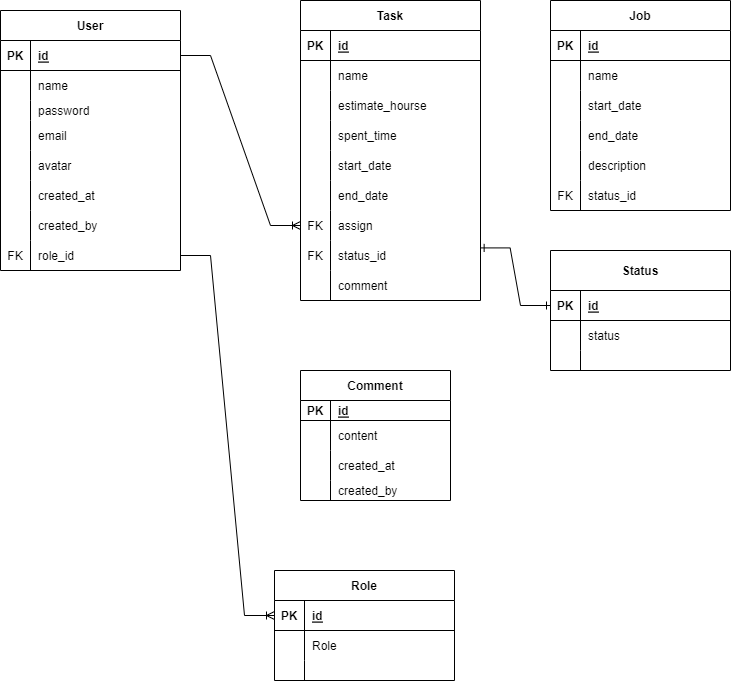 User
PK id
name
password
email
avatar
created_at
created_by
FK role_id
Task
PK id
name
estimate_hourse
spent_time
start_date
end_date
FK assign
FK status_id
comment
Job
PK id
name
start_date
end_date
description
FK status_id
Status
PK id
status
Comment
PK id
content
created_at
created_by
Role
PK id
Role